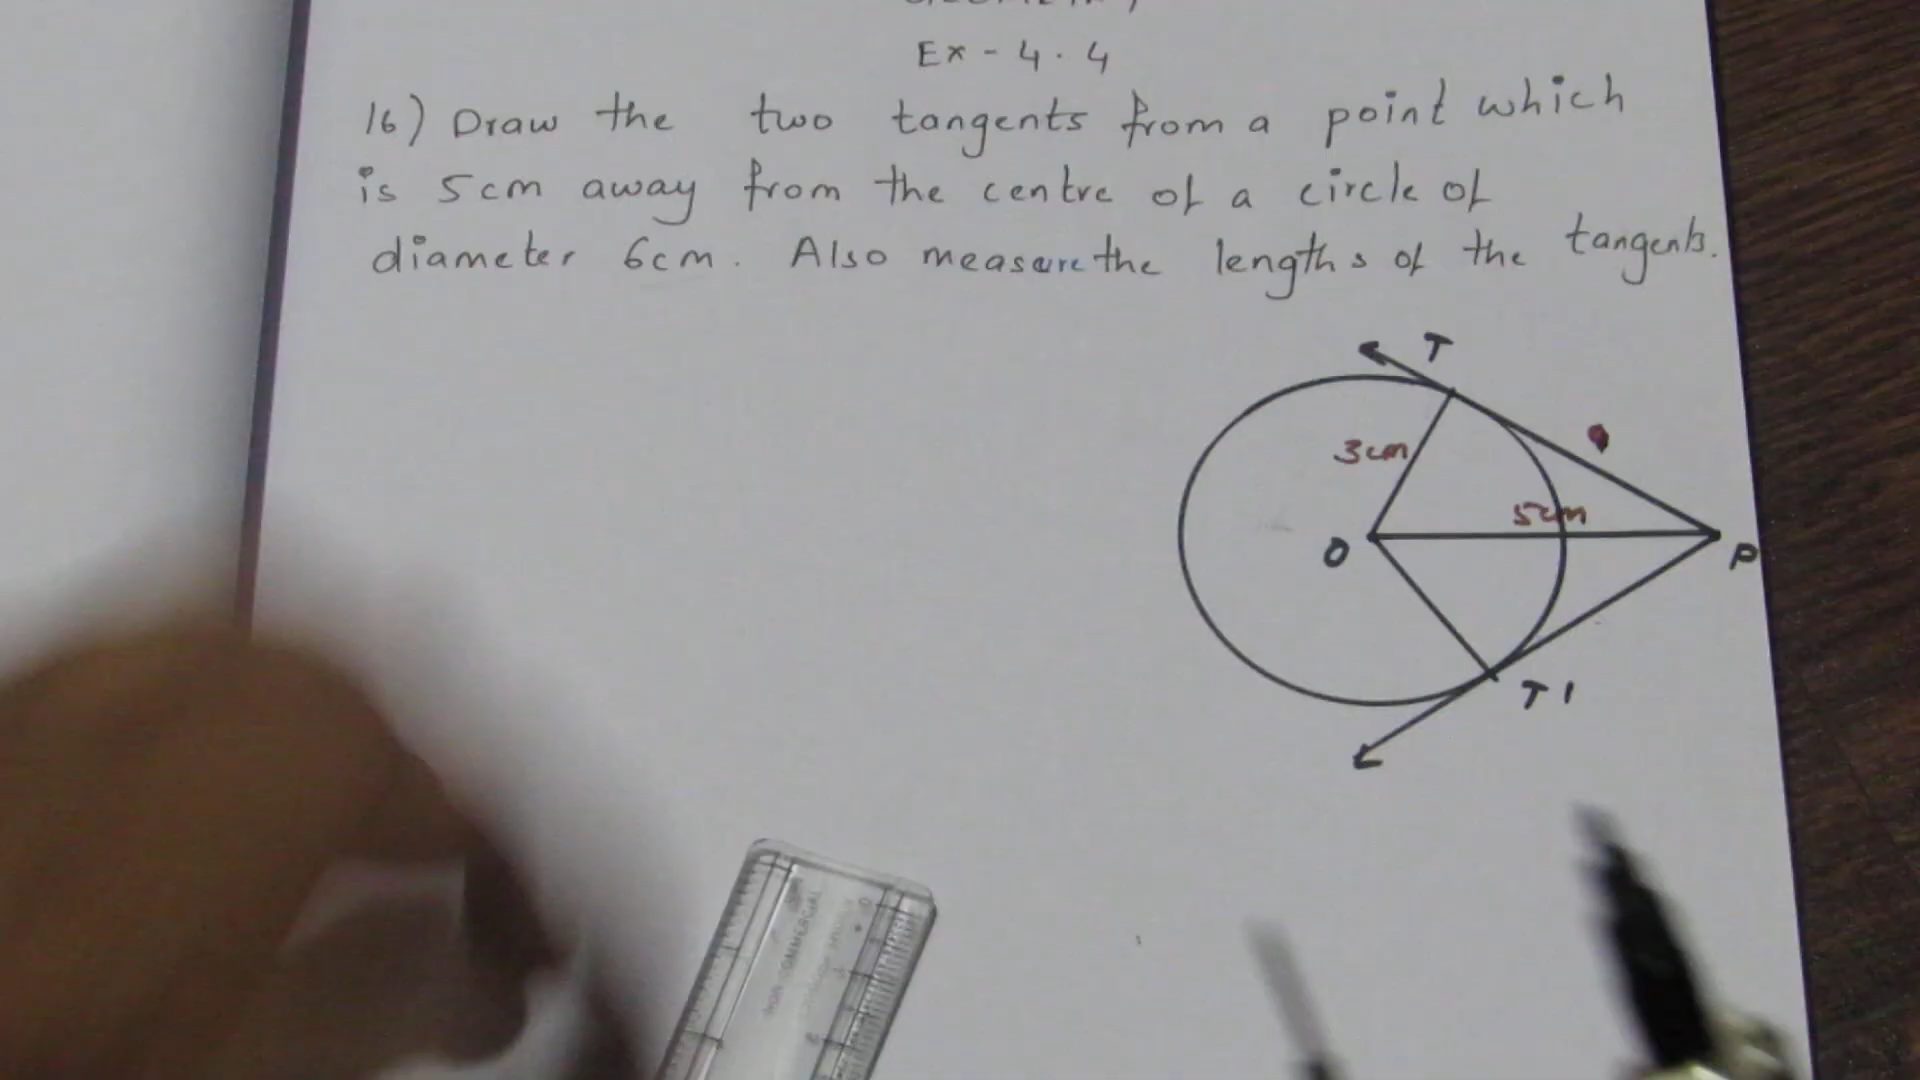 Ex - 4.4
16) Draw the two tangents from a point which
is 5cm away from the centre of a circle of
diameter 6cm. Also measure the lengths of the tangents.
T
3cm
5cm
O
P
T1